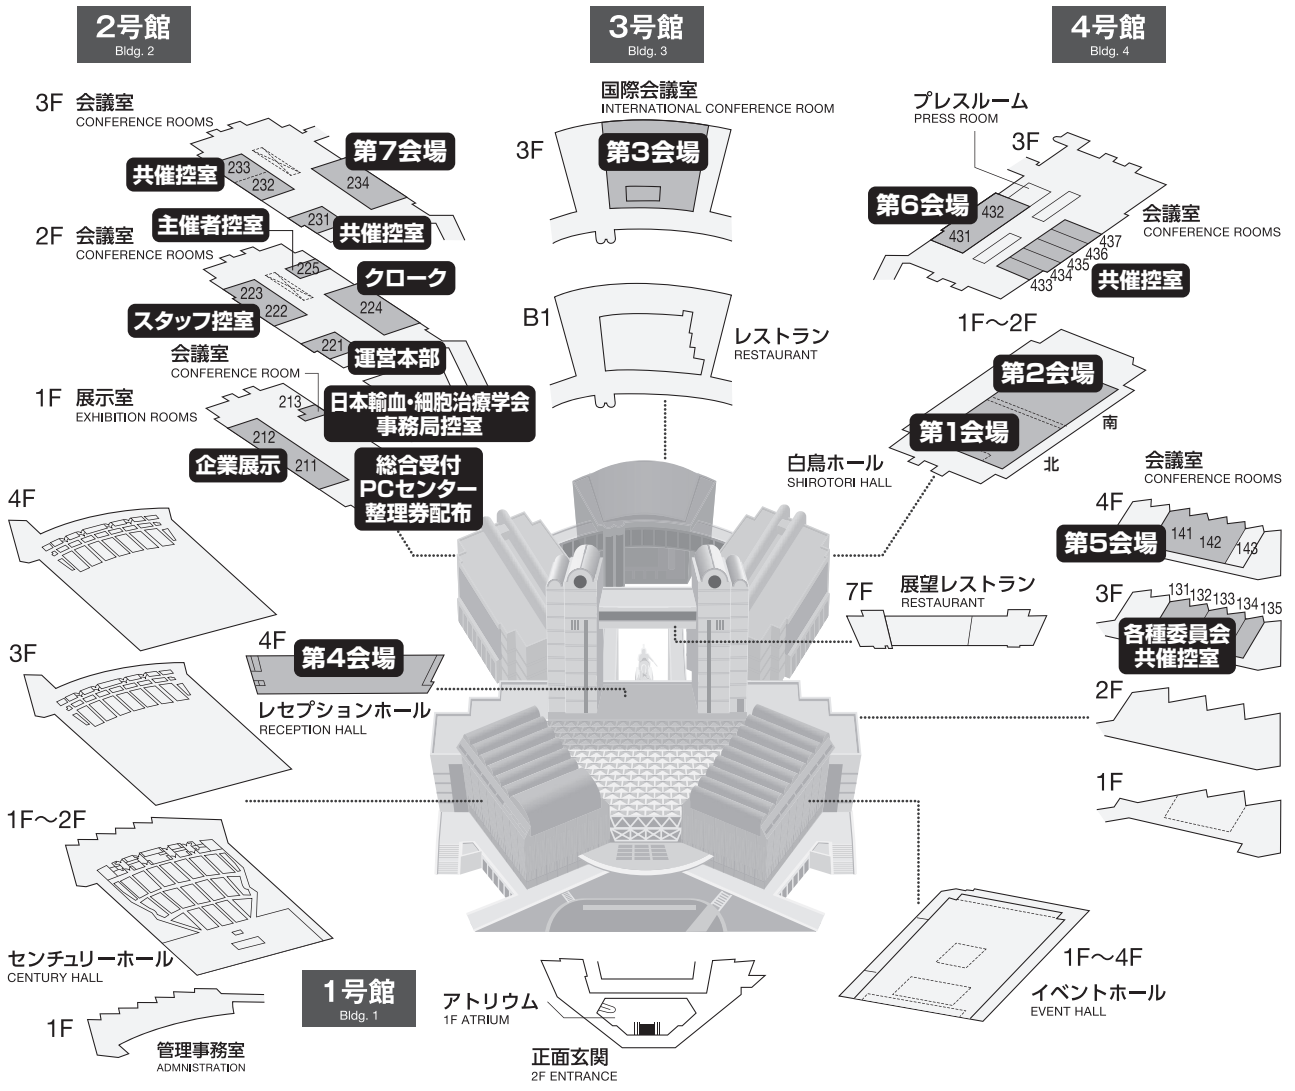 2号館
Bldg. 2
3F 会議室
CONFERENCE ROOMS
第7会場
共催控室
233
232
234
231
主催者控室
共催控室
2F 会議室
CONFERENCE ROOMS
225
クローク
223
222
224
スタッフ控室
221
運営本部
会議室
CONFERENCE ROOM
1F 展示室
EXHIBITION ROOMS
213
日本輸血・細胞治療学会
事務局控室
212
211
企業展示
総合受付
PCセンター
整理券配布
3号館
Bldg. 3
国際会議室
INTERNATIONAL CONFERENCE ROOM
3F
第3会場
B1
レストラン
RESTAURANT
4号館
Bldg. 4
プレスルーム
PRESS ROOM
3F
第6会場
432
431
会議室
CONFERENCE ROOMS
437
436
435
434
433
共催控室
1F〜2F
第2会場
第1会場
南
北
白鳥ホール
SHIROTORI HALL
会議室
CONFERENCE ROOMS
4F
141
142
143
第5会場
3F
131
132
133
134
135
各種委員会
共催控室
2F
1F
7F 展望レストラン
RESTAURANT
4F
3F
4F
第4会場
レセプションホール
RECEPTION HALL
1F〜2F
センチュリーホール
CENTURY HALL
1F
管理事務室
ADMNISTRATION
1号館
Bldg. 1
アトリウム
1F ATRIUM
正面玄関
2F ENTRANCE
1F〜4F
イベントホール
EVENT HALL